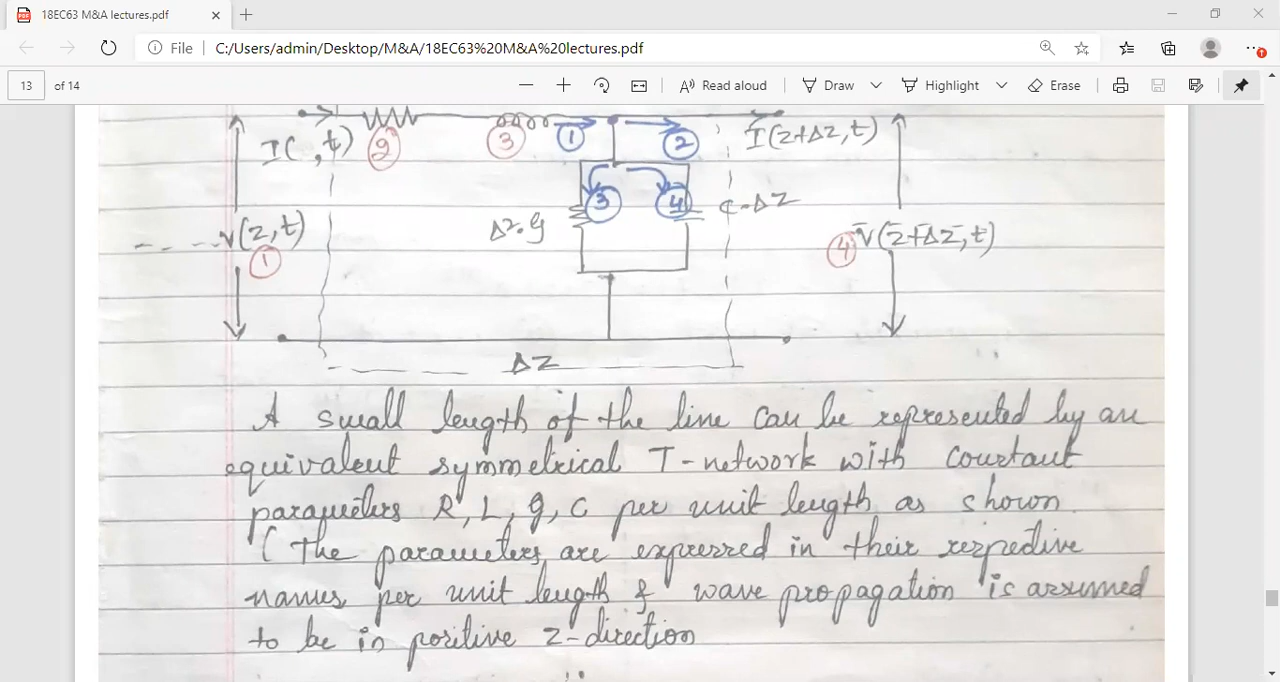 18EC63 M&A lectures.pdf
File
C:/Users/admin/Desktop/M&A/18EC63%20M&A%20lectures.pdf
13 of 14
Read aloud
Draw
Highlight
Erase
I( , t)
2
3
1
2
I(z+Δz, t)
3
4
Δz.g
C-Δz
V(z, t)
1
4
V(z+Δz, t)
Δz
A small length of the line can be represented by an
equivalent symmetrical T-network with constant
parameters R, L, g, C per unit length as shown.
( The parameters are expressed in their respective
names per unit length & wave propagation is assumed
to be in positive z-direction